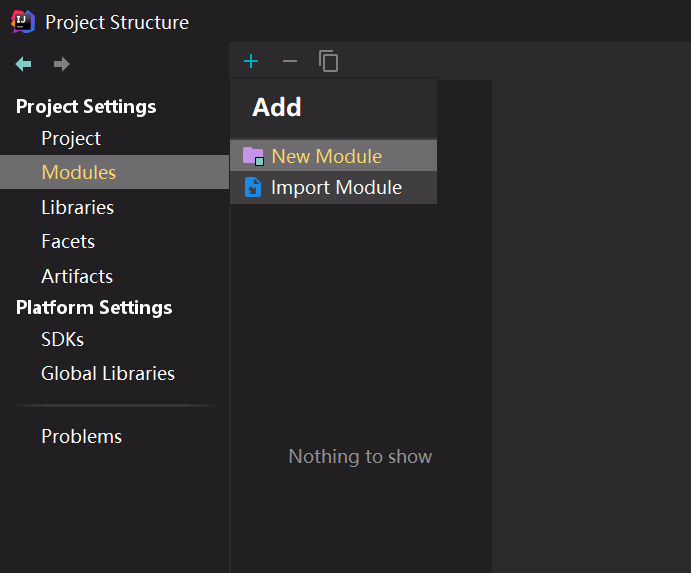 Project Structure
Project Settings
Project
Modules
Libraries
Facets
Artifacts
Platform Settings
SDKs
Global Libraries
Problems
Add
New Module
Import Module
Nothing to show